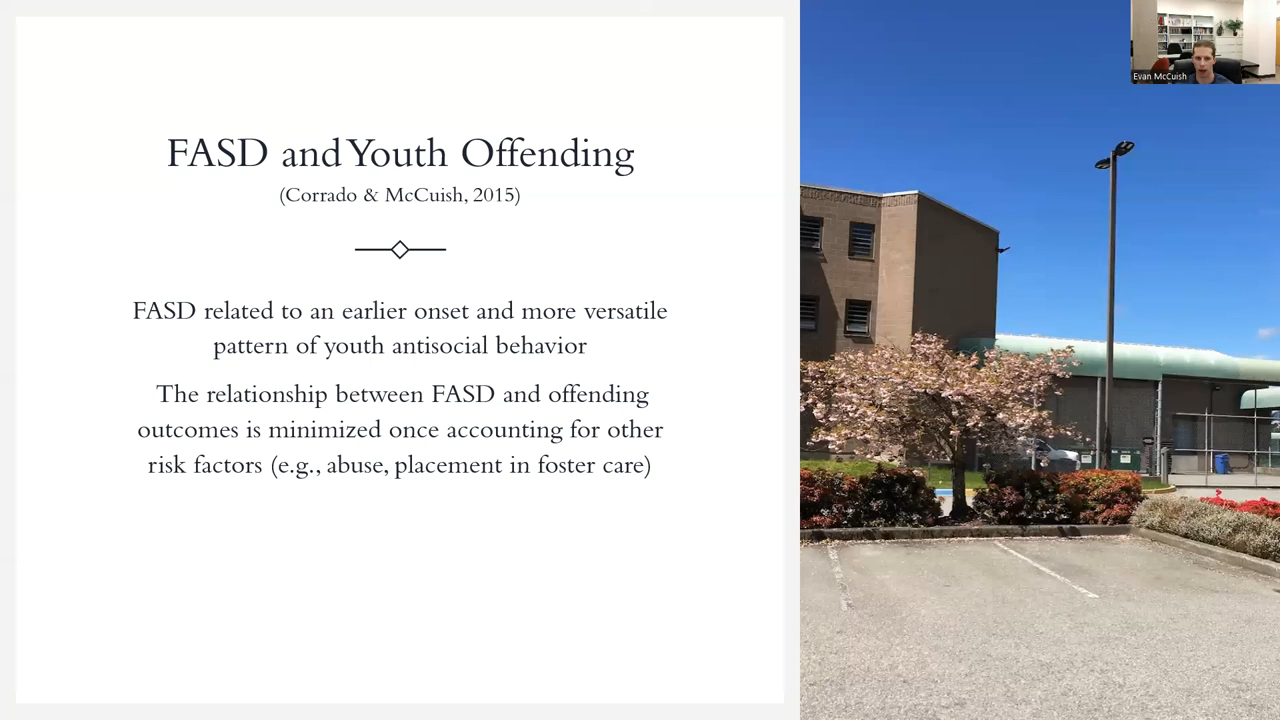 FASD and Youth Offending
(Corrado & McCuish, 2015)
FASD related to an earlier onset and more versatile
pattern of youth antisocial behavior
The relationship between FASD and offending
outcomes is minimized once accounting for other
risk factors (e.g., abuse, placement in foster care)
Evan McCuish